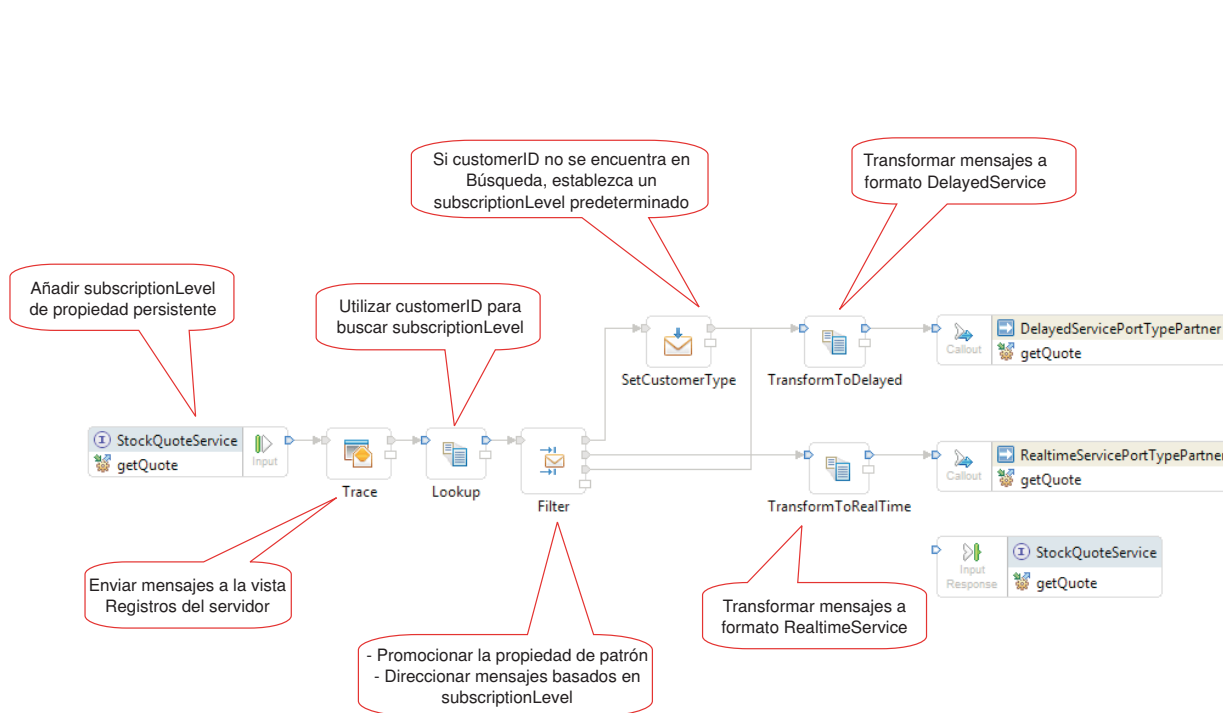 Si customerID no se encuentra en
Búsqueda, establezca un
subscriptionLevel predeterminado
Transformar mensajes a
formato DelayedService
Añadir subscriptionLevel
de propiedad persistente
Utilizar customerID para
buscar subscriptionLevel
SetCustomerType
TransformToDelayed
Callout
DelayedServicePortTypePartner
getQuote
StockQuoteService
getQuote
Input
Trace
Lookup
Filter
TransformToRealTime
Callout
RealtimeServicePortTypePartner
getQuote
Input
Response
StockQuoteService
getQuote
Enviar mensajes a la vista
Registros del servidor
Transformar mensajes a
formato RealtimeService
- Promocionar la propiedad de patrón
- Direccionar mensajes basados en
subscriptionLevel